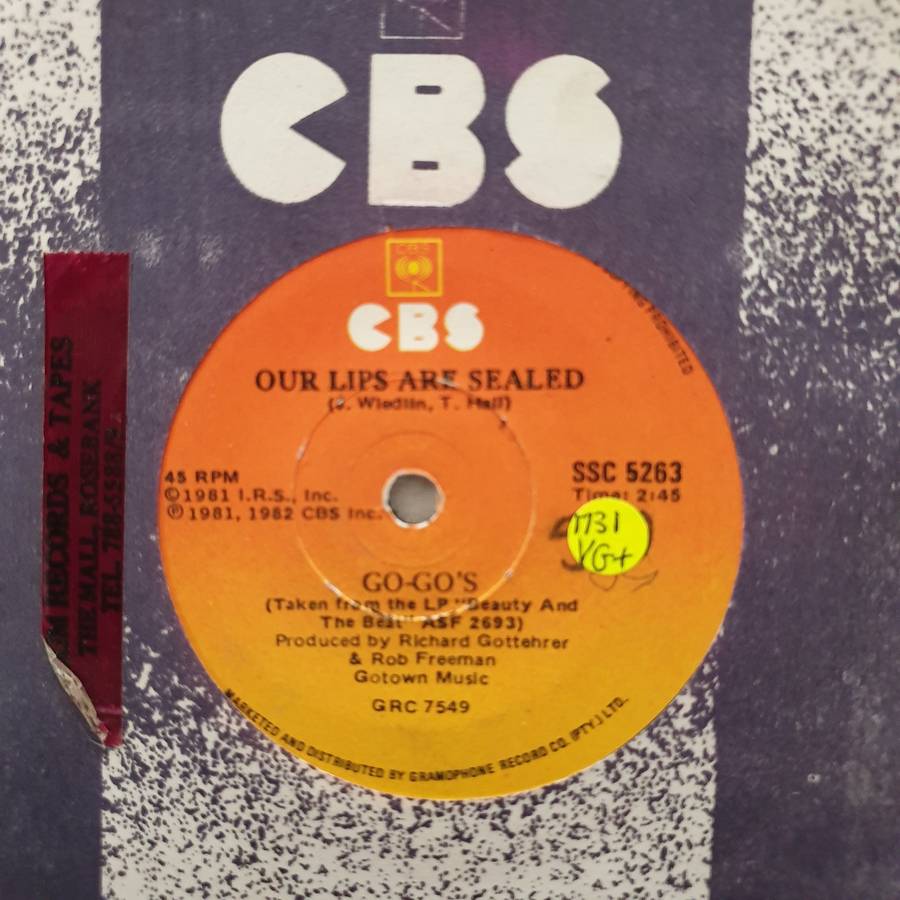 CBS
CBS
CBS
OUR LIPS ARE SEALED
(J. Wiedlin, T. Hall)
45 RPM
©1981 I.R.S., Inc.
℗1981, 1982 CBS Inc.
SSC 5263
Time: 2:45
1731
VG+
GO-GO'S
(Taken from the LP "Beauty And
The Beat" ASF 2693)
Produced by Richard Gottehrer
& Rob Freeman
Gotown Music
GRC 7549
MARKETED AND DISTRIBUTED BY GRAMOPHONE RECORD CO. (PTY.) LTD.
PROHIBITED
RECORDS & TAPES
THE MALL, ROSEBANK
TEL.